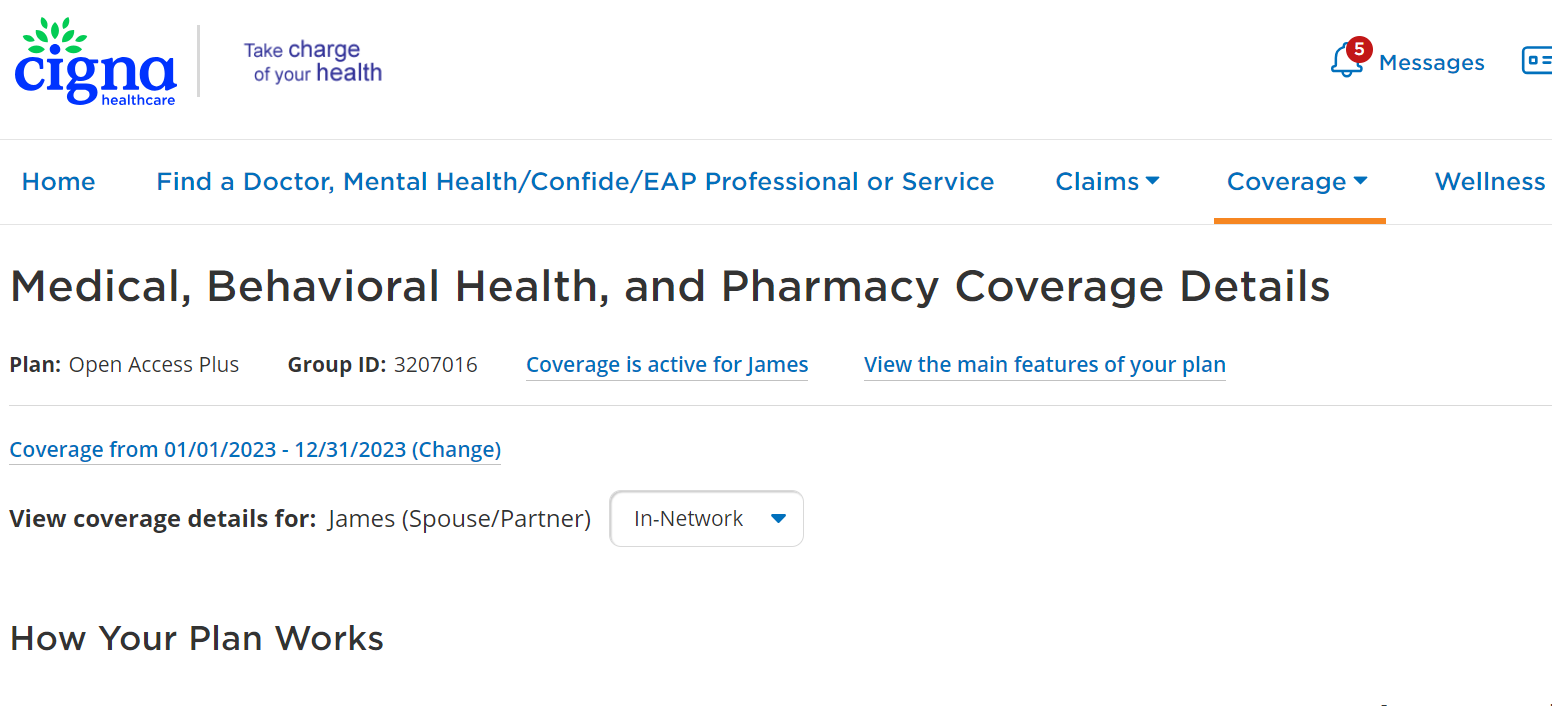 cigna
healthcare
Take charge
of your health
5
Messages
Home Find a Doctor, Mental Health/Confide/EAP Professional or Service Claims Coverage Wellness
Medical, Behavioral Health, and Pharmacy Coverage Details
Plan: Open Access Plus Group ID: 3207016 Coverage is active for James View the main features of your plan
Coverage from 01/01/2023 - 12/31/2023 (Change)
View coverage details for: James (Spouse/Partner) In-Network
How Your Plan Works